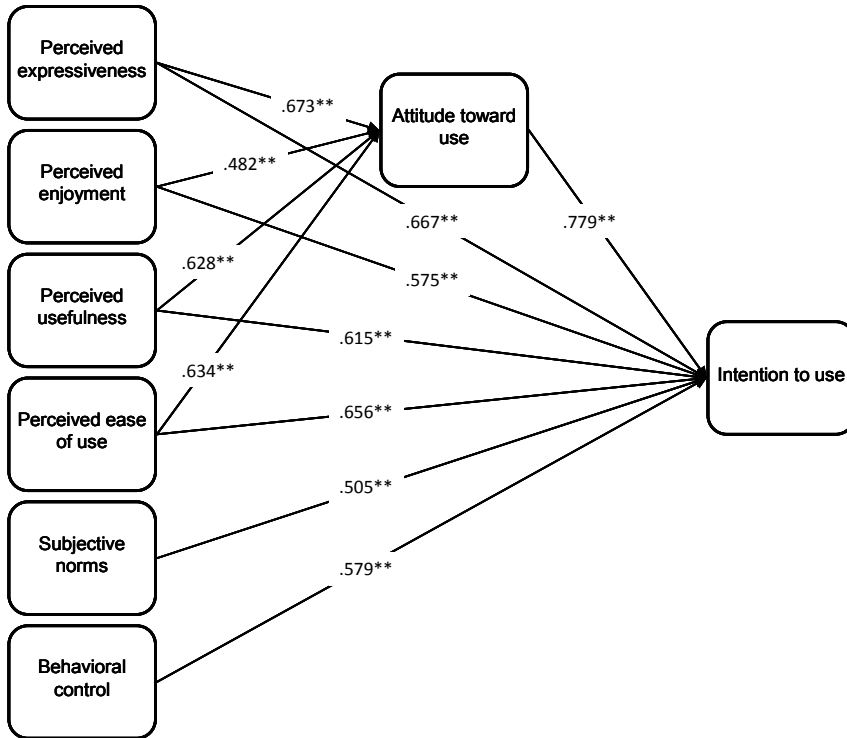 Perceived
expressiveness
.673**
Attitude toward
use
Perceived
enjoyment
.482**
.667**
.779**
Perceived
usefulness
.628**
.575**
.615**
Intention to use
.634**
Perceived ease
of use
.656**
.505**
Subjective
norms
.579**
Behavioral
control